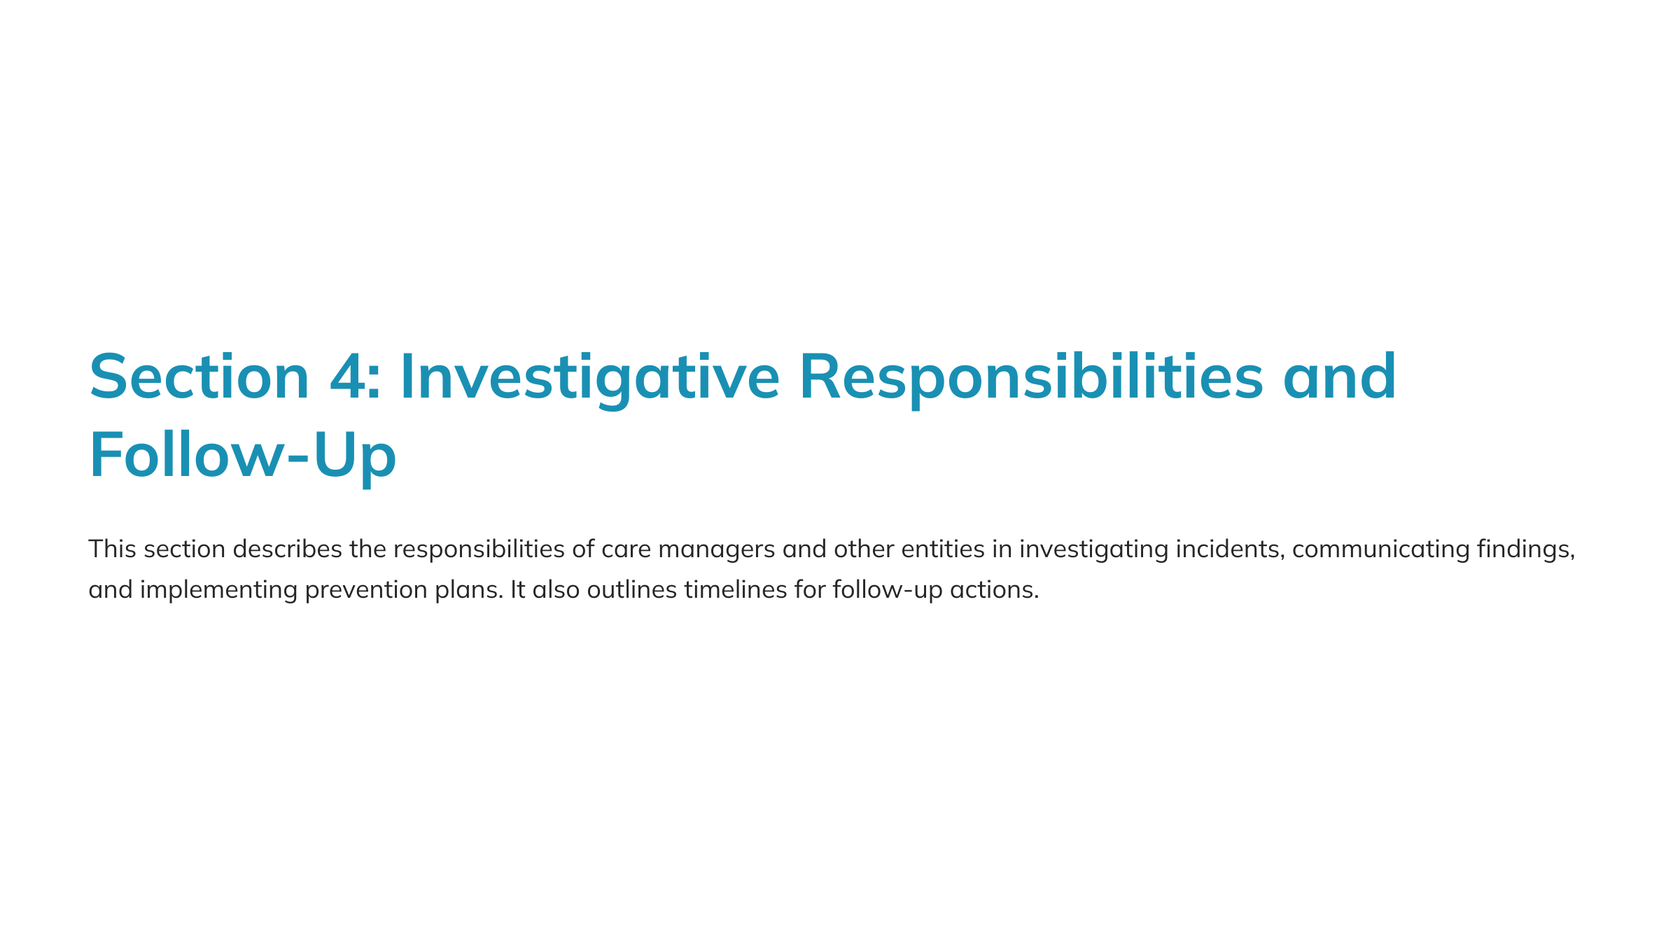 Section 4: Investigative Responsibilities and
Follow-Up
This section describes the responsibilities of care managers and other entities in investigating incidents, communicating findings,
and implementing prevention plans. It also outlines timelines for follow-up actions.